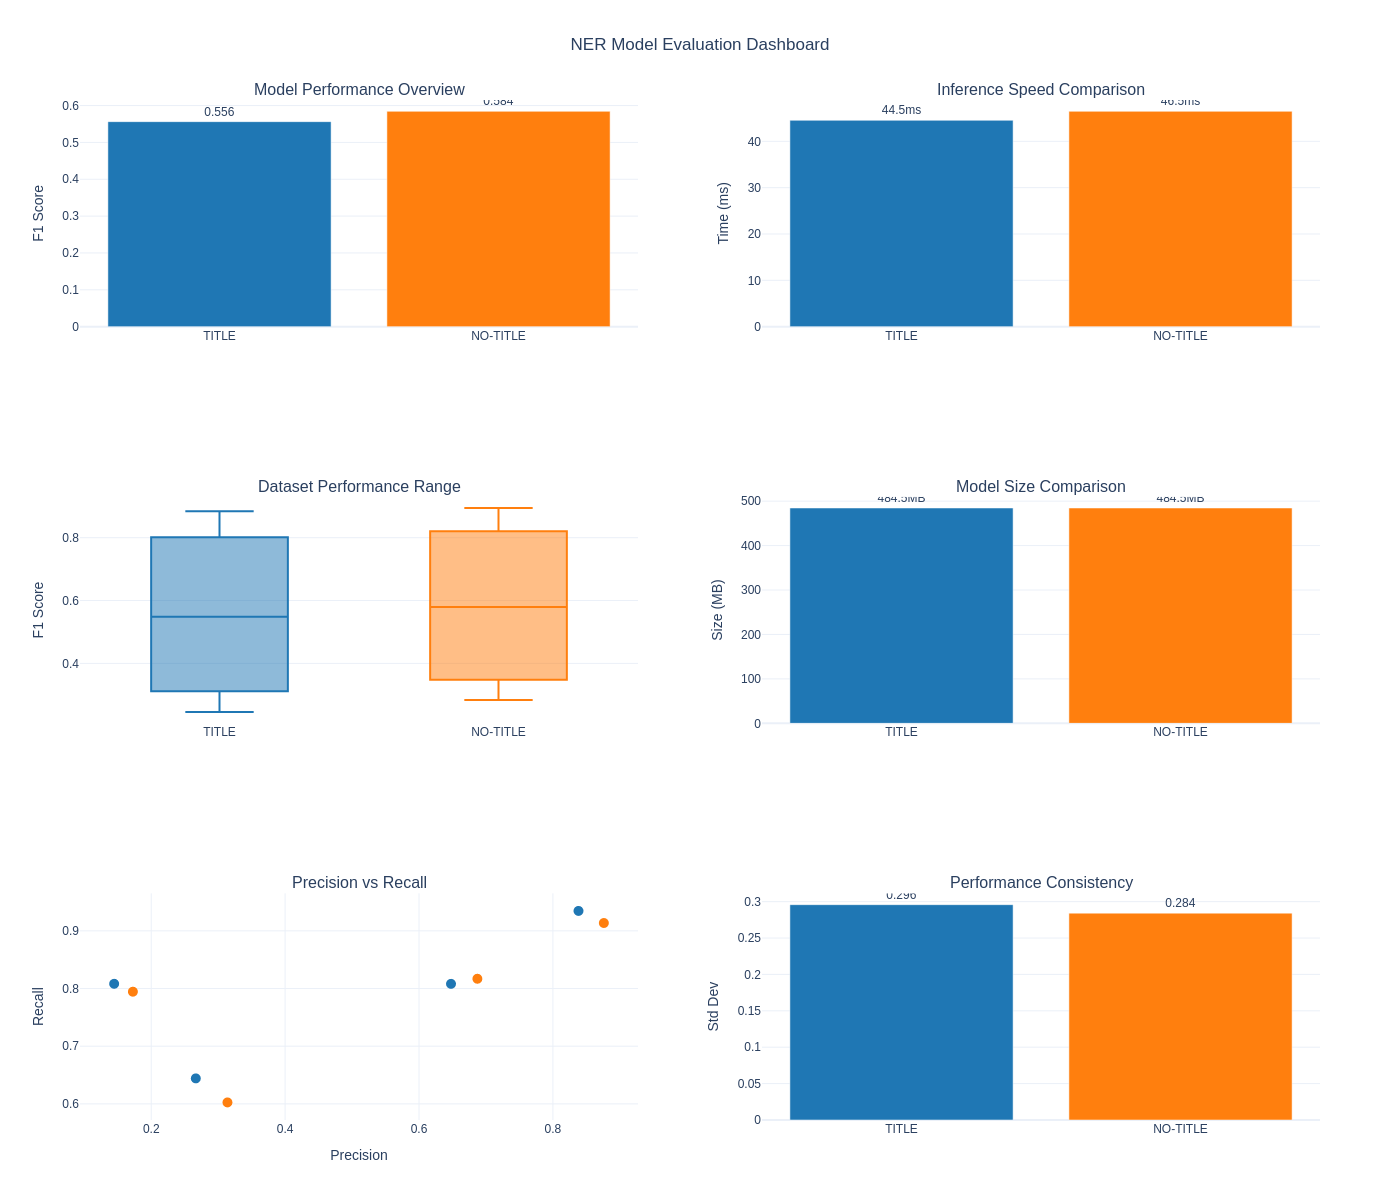 NER Model Evaluation Dashboard
Model Performance Overview
0.6
0.5
0.4
0.3
0.2
0.1
0
F1 Score
0.556
0.584
TITLE
NO-TITLE
Inference Speed Comparison
40
30
20
10
0
Time (ms)
44.5ms
46.5ms
TITLE
NO-TITLE
Dataset Performance Range
0.8
0.6
0.4
F1 Score
TITLE
NO-TITLE
Model Size Comparison
500
400
300
200
100
0
Size (MB)
484.5MB
484.5MB
TITLE
NO-TITLE
Precision vs Recall
0.9
0.8
0.7
0.6
Recall
0.2
0.4
0.6
0.8
Precision
Performance Consistency
0.3
0.25
0.2
0.15
0.1
0.05
0
Std Dev
0.296
0.284
TITLE
NO-TITLE